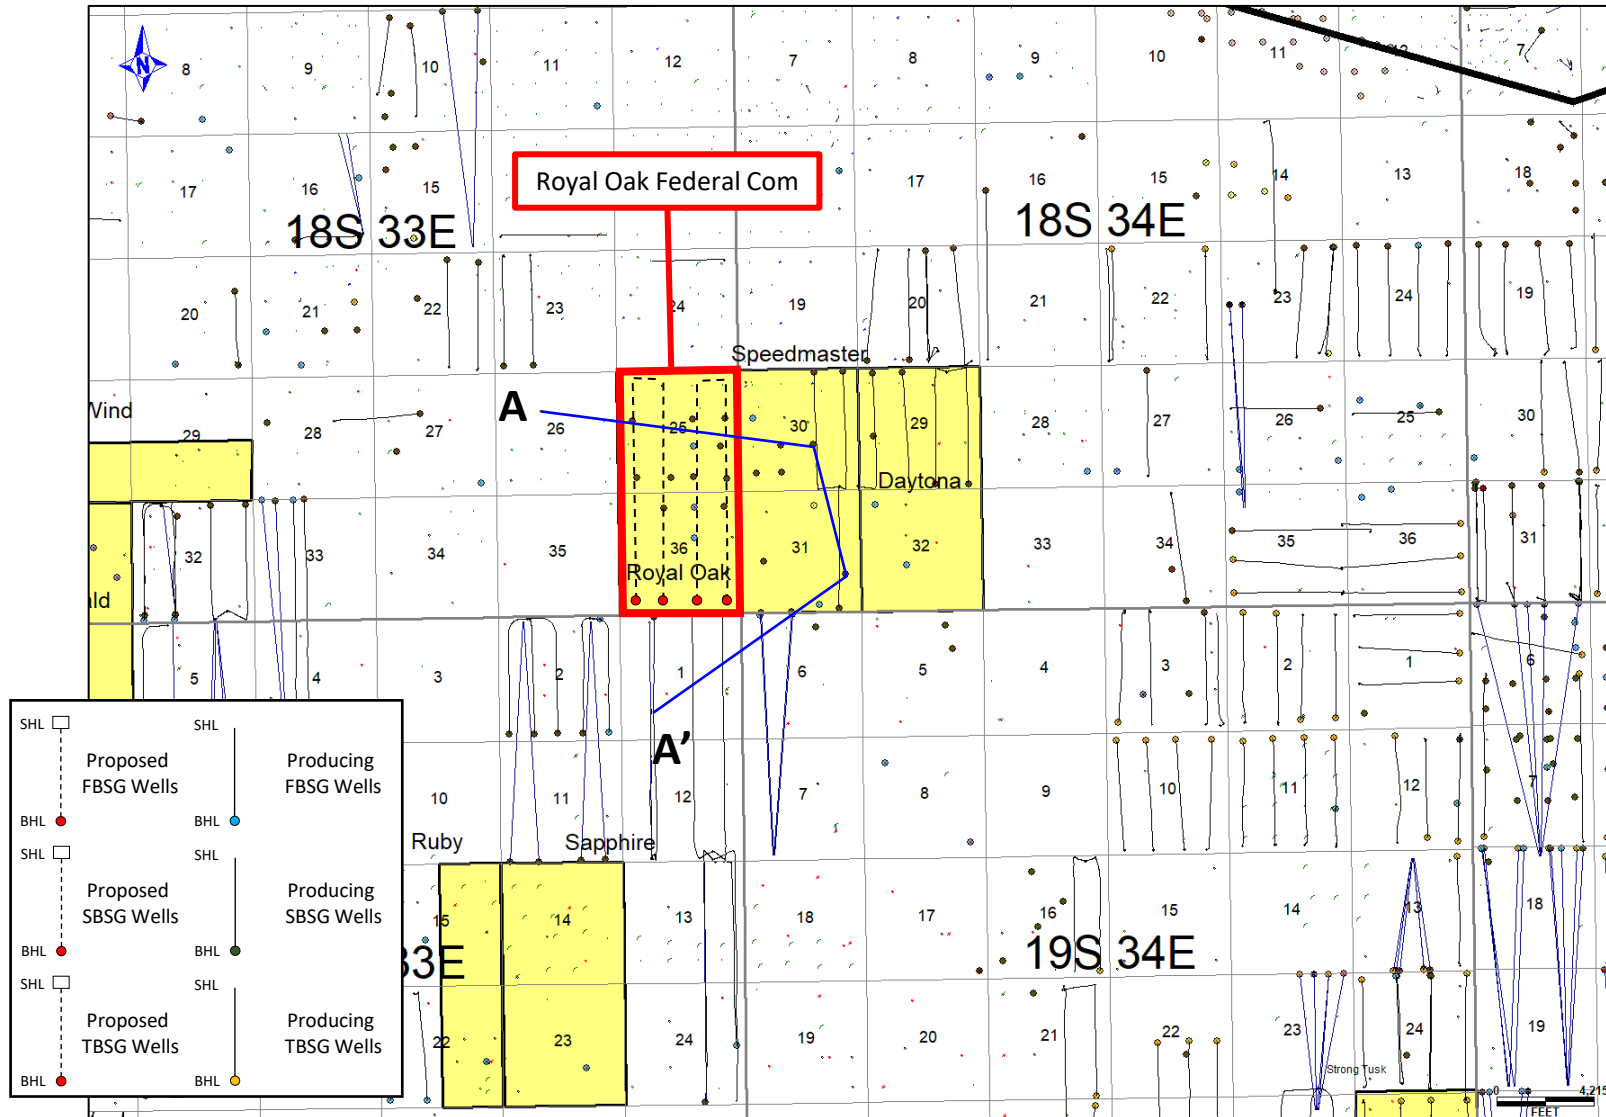 N
8 9 10 11 12 7 8 9 10 11 12 7
Royal Oak Federal Com
17 16 15 17 16 15 14 13 18
18S 33E
18S 34E
20 21 22 23 24 19 20 21 22 23 24 19
Speedmaster
Wind
A
29 28 27 26 25 30 29 28 27 26 25 30
Daytona
32 33 34 35 36 31 32 33 34 35 36 31
Royal Oak
ald
5 4 3 2 1 6 5 4 3 2 1 6
A’
10 11 12 7 8 9 10 11 12 7
Ruby
Sapphire
15 14 13 18 17 16 15 14 13 18
33E
19S 34E
22 23 24 19 20 21 22 23 24 19
Strong Tusk
0 4,215
FEET
SHL
Proposed
FBSG Wells
BHL
SHL
Producing
FBSG Wells
BHL
SHL
Proposed
SBSG Wells
BHL
SHL
Producing
SBSG Wells
BHL
SHL
Proposed
TBSG Wells
BHL
SHL
Producing
TBSG Wells
BHL